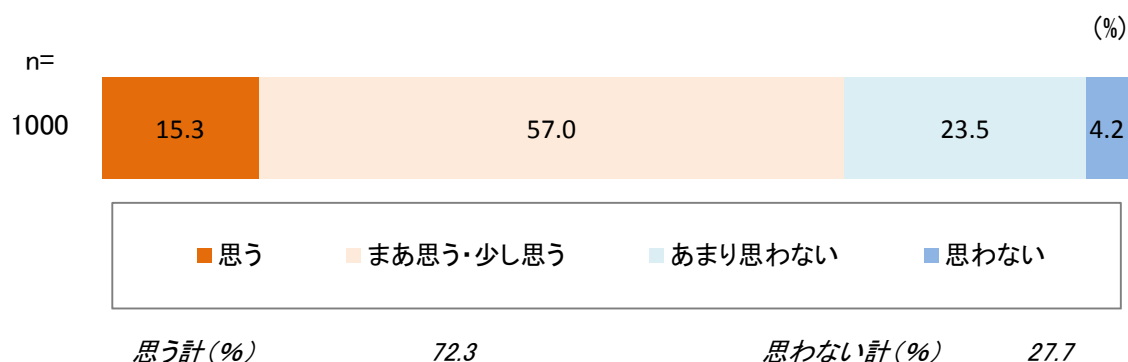 (%)
n=
1000 15.3 57.0 23.5 4.2
思う まあ思う・少し思う あまり思わない 思わない
思う計(%) 72.3 思わない計(%) 27.7